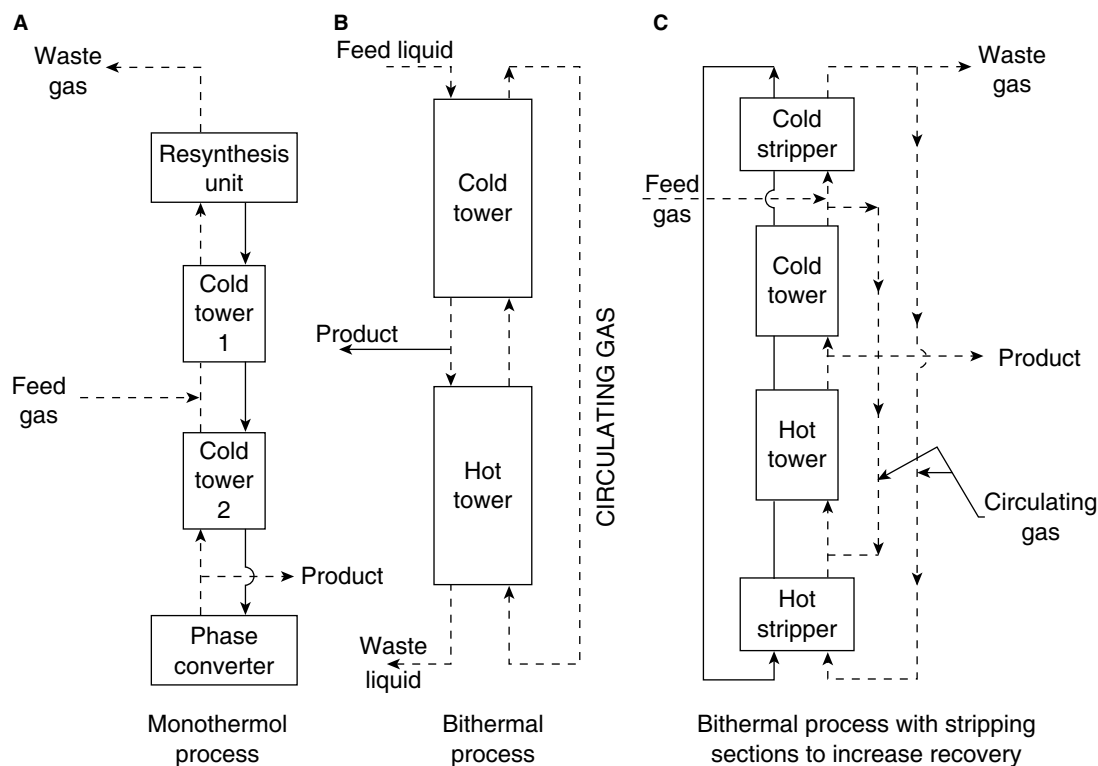 A
Waste
gas
Resynthesis
unit
Cold
tower
1
Feed
gas
Cold
tower
2
Product
Phase
converter
Monothermol
process
B
Feed liquid
Cold
tower
Product
Hot
tower
CIRCULATING GAS
Waste
liquid
Bithermal
process
C
Waste
gas
Cold
stripper
Feed
gas
Cold
tower
Product
Hot
tower
Circulating
gas
Hot
stripper
Bithermal process with stripping
sections to increase recovery